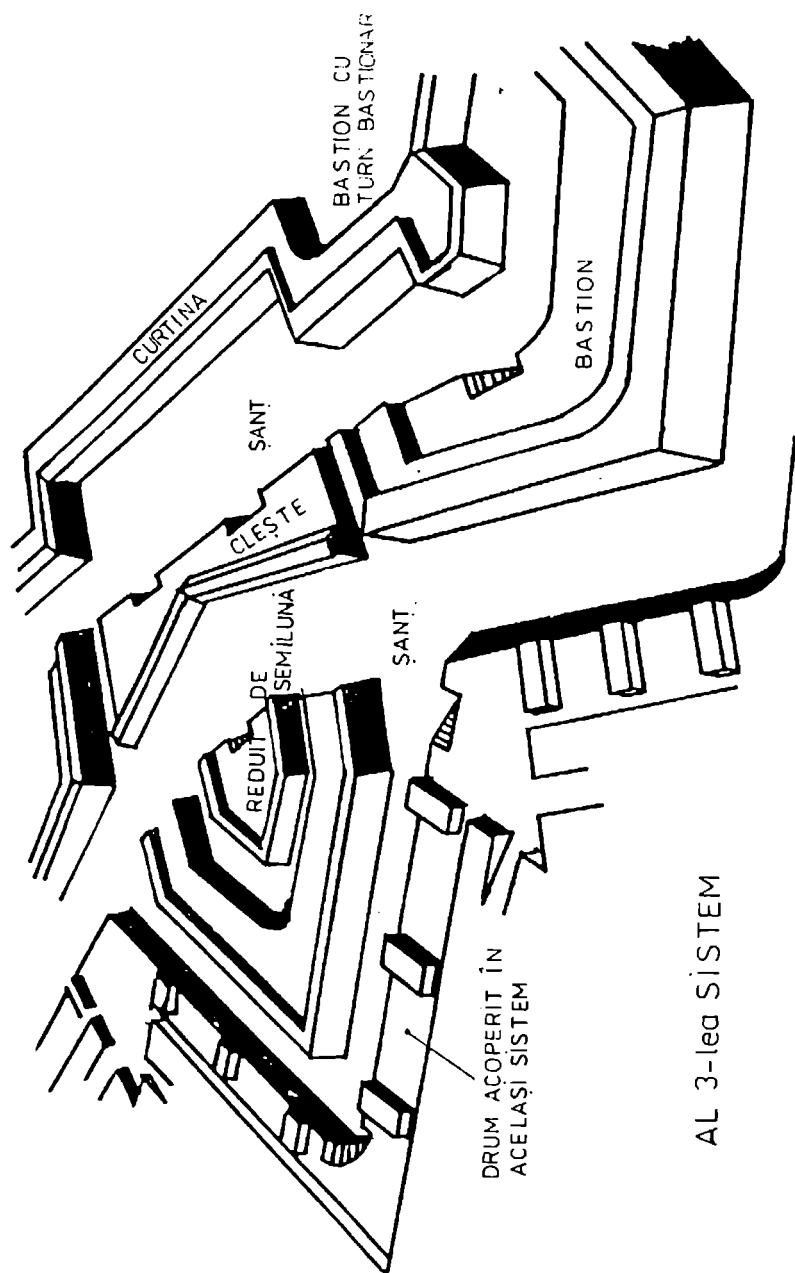 BASTION CU
TURN BASTIONAR
CURTINA
ȘANȚ
BASTION
CLEȘTE
REDUIT DE
SEMILUNĂ
ȘANȚ
DRUM ACOPERIT ÎN
ACELAȘI SISTEM
AL 3-lea SISTEM